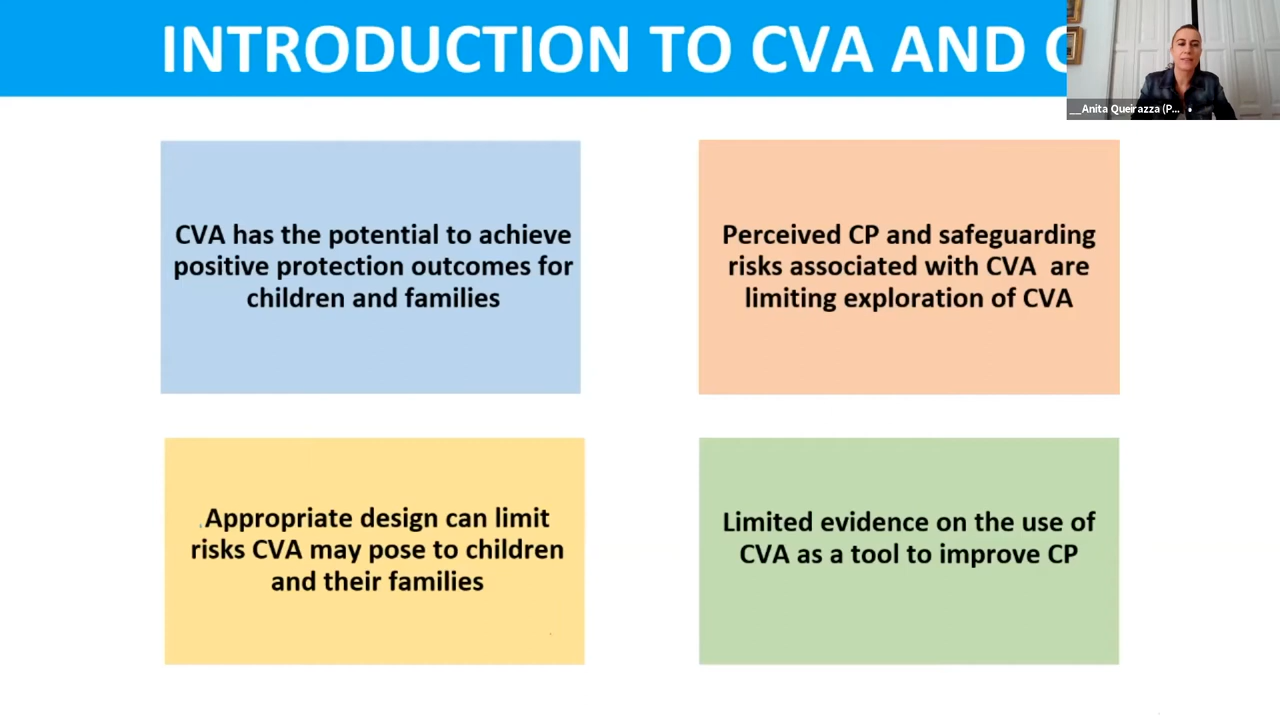 INTRODUCTION TO CVA AND
__Anita Queirazza (P...
CVA has the potential to achieve
positive protection outcomes for
children and families
Perceived CP and safeguarding
risks associated with CVA are
limiting exploration of CVA
Appropriate design can limit
risks CVA may pose to children
and their families
Limited evidence on the use of
CVA as a tool to improve CP